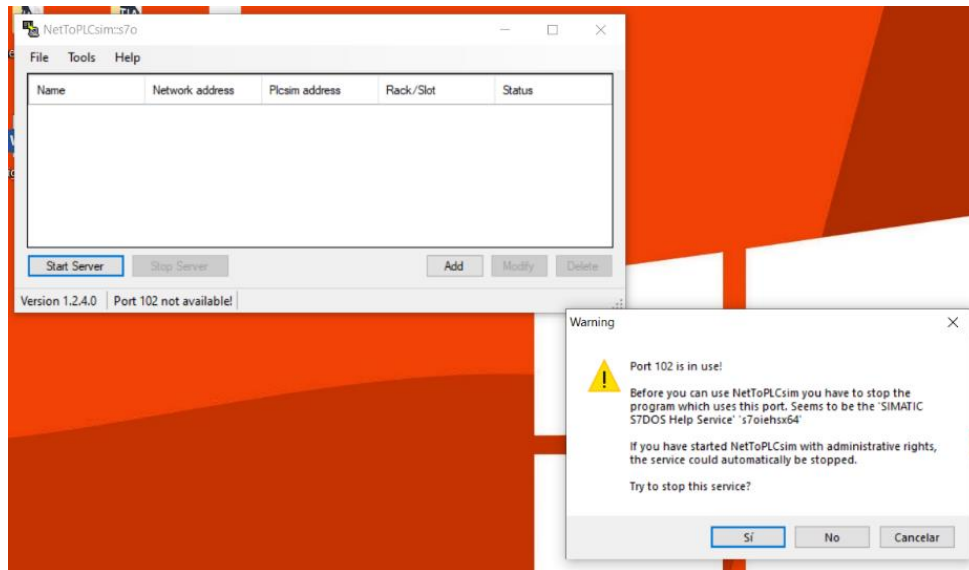 NetToPLCsim::s7o
File Tools Help
Name Network address Plcsim address Rack/Slot Status
Start Server Stop Server Add Modify Delete
Version 1.2.4.0 Port 102 not available!
Warning
Port 102 is in use!
Before you can use NetToPLCsim you have to stop the
program which uses this port. Seems to be the `SIMATIC
S7DOS Help Service' `s7oiehsx64'
If you have started NetToPLCsim with administrative rights,
the service could automatically be stopped.
Try to stop this service?
Sí No Cancelar